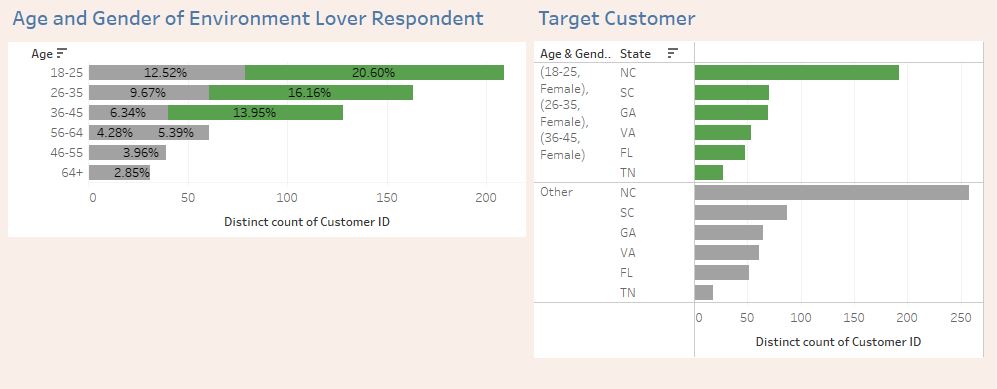 Age and Gender of Environment Lover Respondent
Age
18-25 12.52% 20.60%
26-35 9.67% 16.16%
36-45 6.34% 13.95%
56-64 4.28% 5.39%
46-55 3.96%
64+ 2.85%
0 50 100 150 200
Distinct count of Customer ID
Target Customer
Age & Gend.. State
(18-25, Female), (26-35, Female), (36-45, Female)
NC
SC
GA
VA
FL
TN
Other
NC
SC
GA
VA
FL
TN
0 50 100 150 200 250
Distinct count of Customer ID